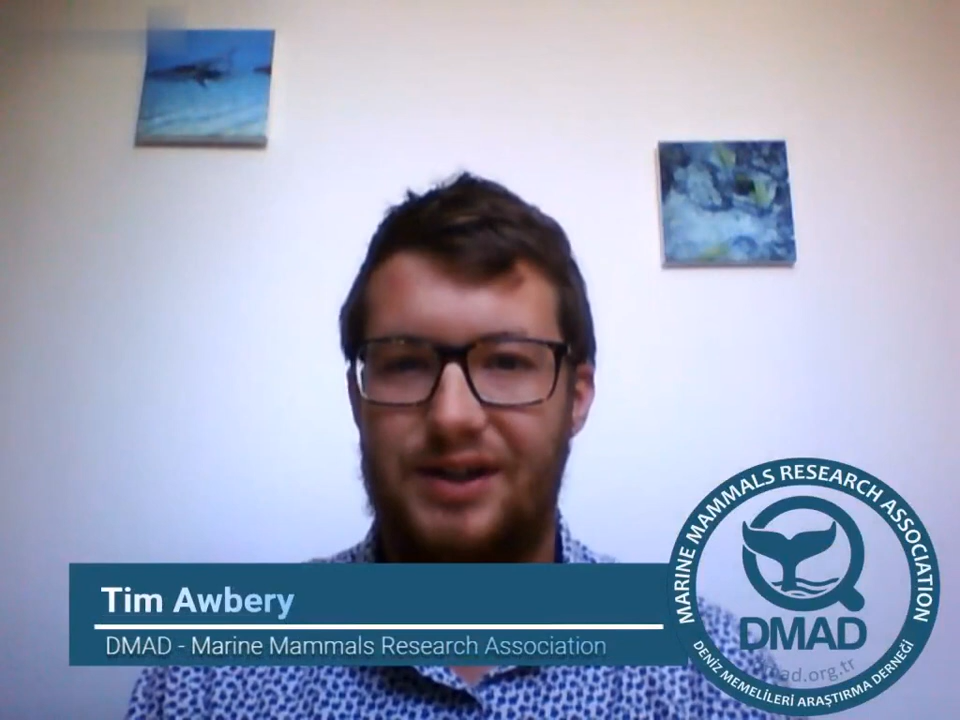 Tim Awbery
DMAD - Marine Mammals Research Association
MARINE MAMMALS RESEARCH ASSOCIATION
DMAD
dmad.org.tr
DENİZ MEMELİLERİ ARAŞTIRMA DERNEĞİ